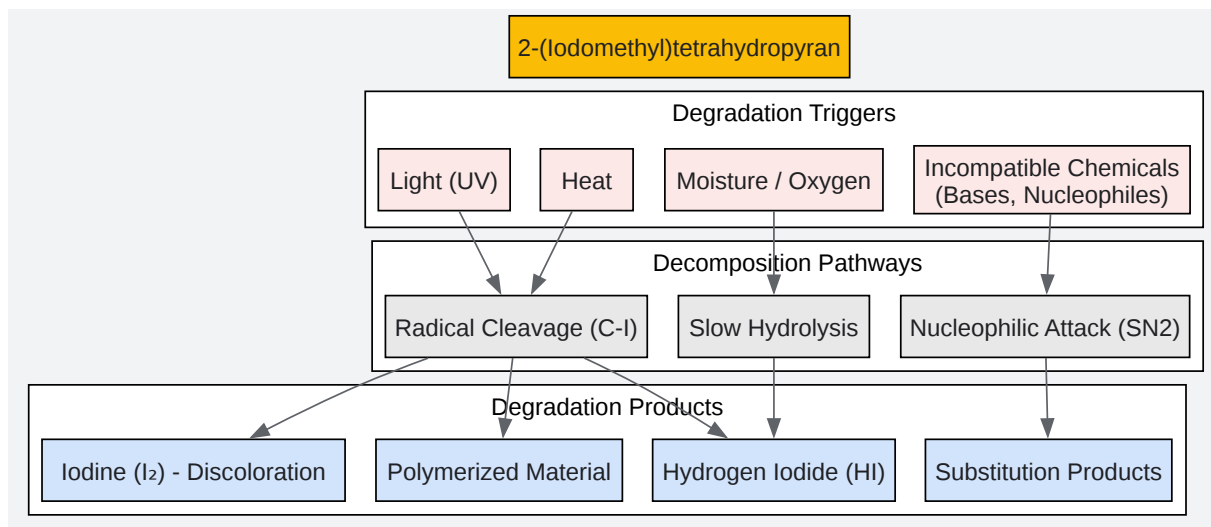 2-(Iodomethyl)tetrahydropyran
Degradation Triggers
Light (UV)
Heat
Moisture / Oxygen
Incompatible Chemicals
(Bases, Nucleophiles)
Decomposition Pathways
Radical Cleavage (C-I)
Slow Hydrolysis
Nucleophilic Attack (SN2)
Degradation Products
Iodine (I₂) - Discoloration
Polymerized Material
Hydrogen Iodide (HI)
Substitution Products